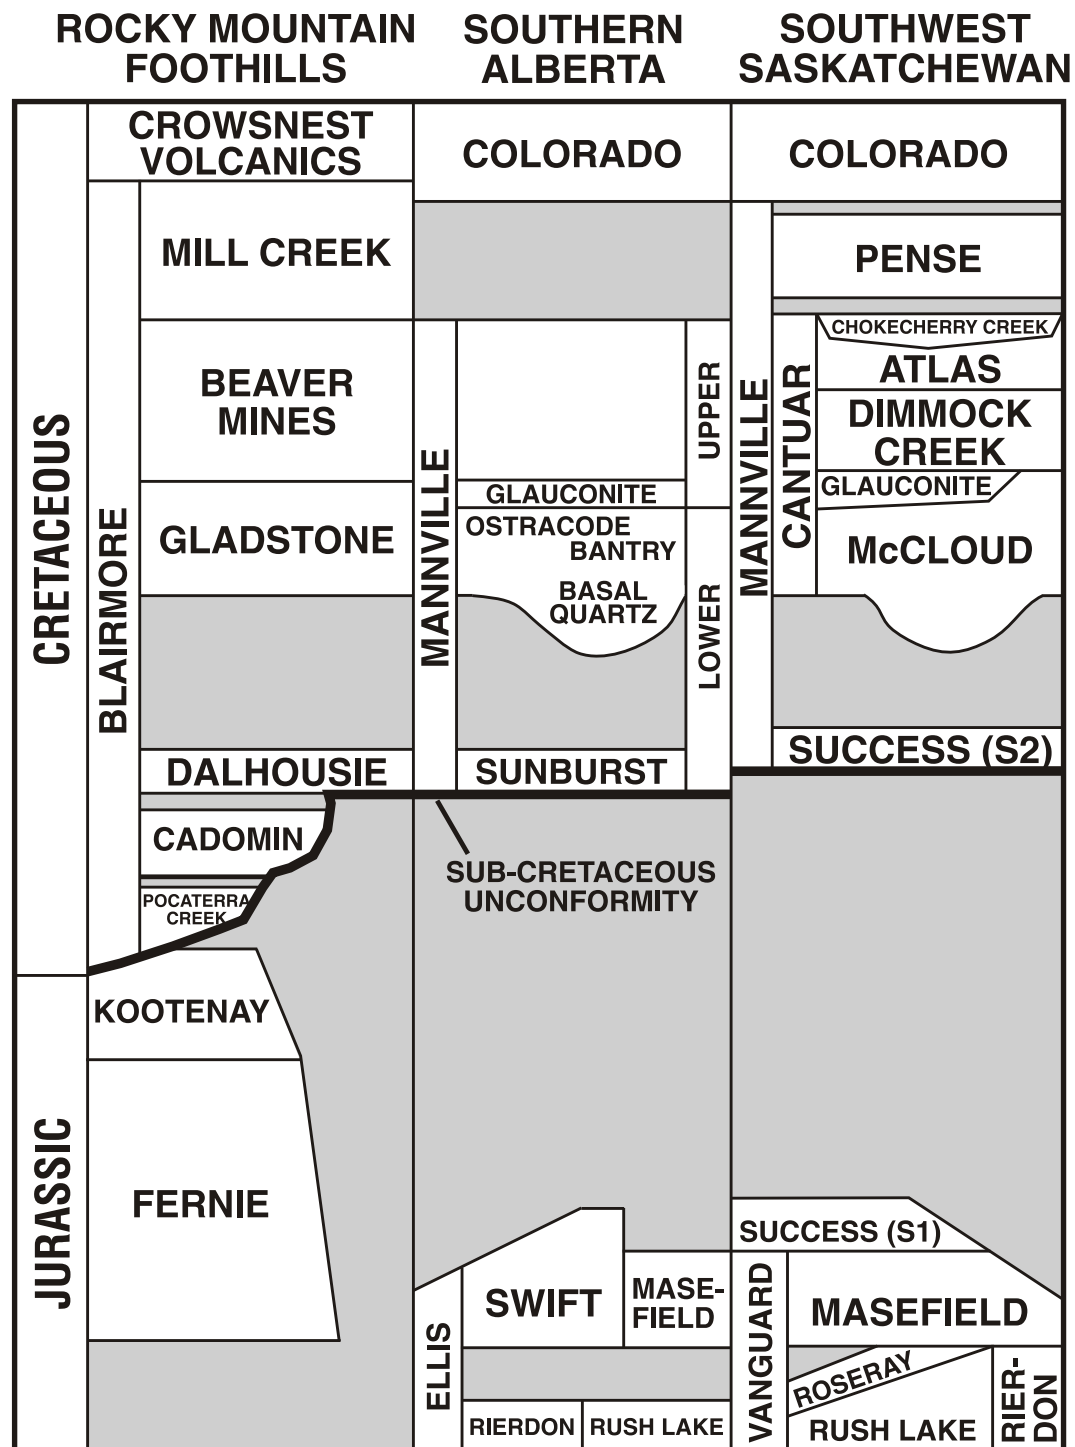 ROCKY MOUNTAIN
FOOTHILLS
SOUTHERN
ALBERTA
SOUTHWEST
SASKATCHEWAN
CRETACEOUS
JURASSIC
BLAIRMORE
CROWSNEST
VOLCANICS
MILL CREEK
BEAVER
MINES
GLADSTONE
DALHOUSIE
CADOMIN
POCATERRA
CREEK
KOOTENAY
FERNIE
COLORADO
MANNVILLE
UPPER
GLAUCONITE
OSTRACODE
BANTRY
BASAL
QUARTZ
LOWER
SUNBURST
SUB-CRETACEOUS
UNCONFORMITY
ELLIS
SWIFT
MASE-
FIELD
RIERDON
RUSH LAKE
COLORADO
MANNVILLE
PENSE
CANTUAR
CHOKECHERRY CREEK
ATLAS
DIMMOCK
CREEK
GLAUCONITE
McCLOUD
SUCCESS (S2)
SUCCESS (S1)
VANGUARD
MASEFIELD
ROSERAY
RUSH LAKE
RIER-
DON